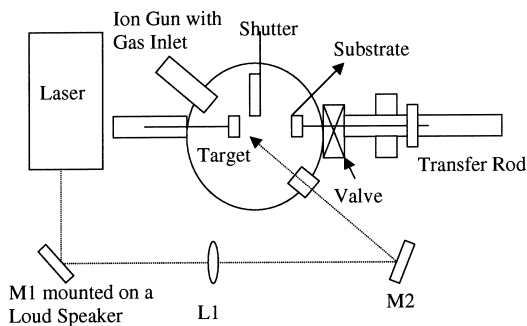 Ion Gun with
Gas Inlet
Shutter
Substrate
Laser
Target
Transfer Rod
Valve
M1 mounted on a
Loud Speaker
L1
M2